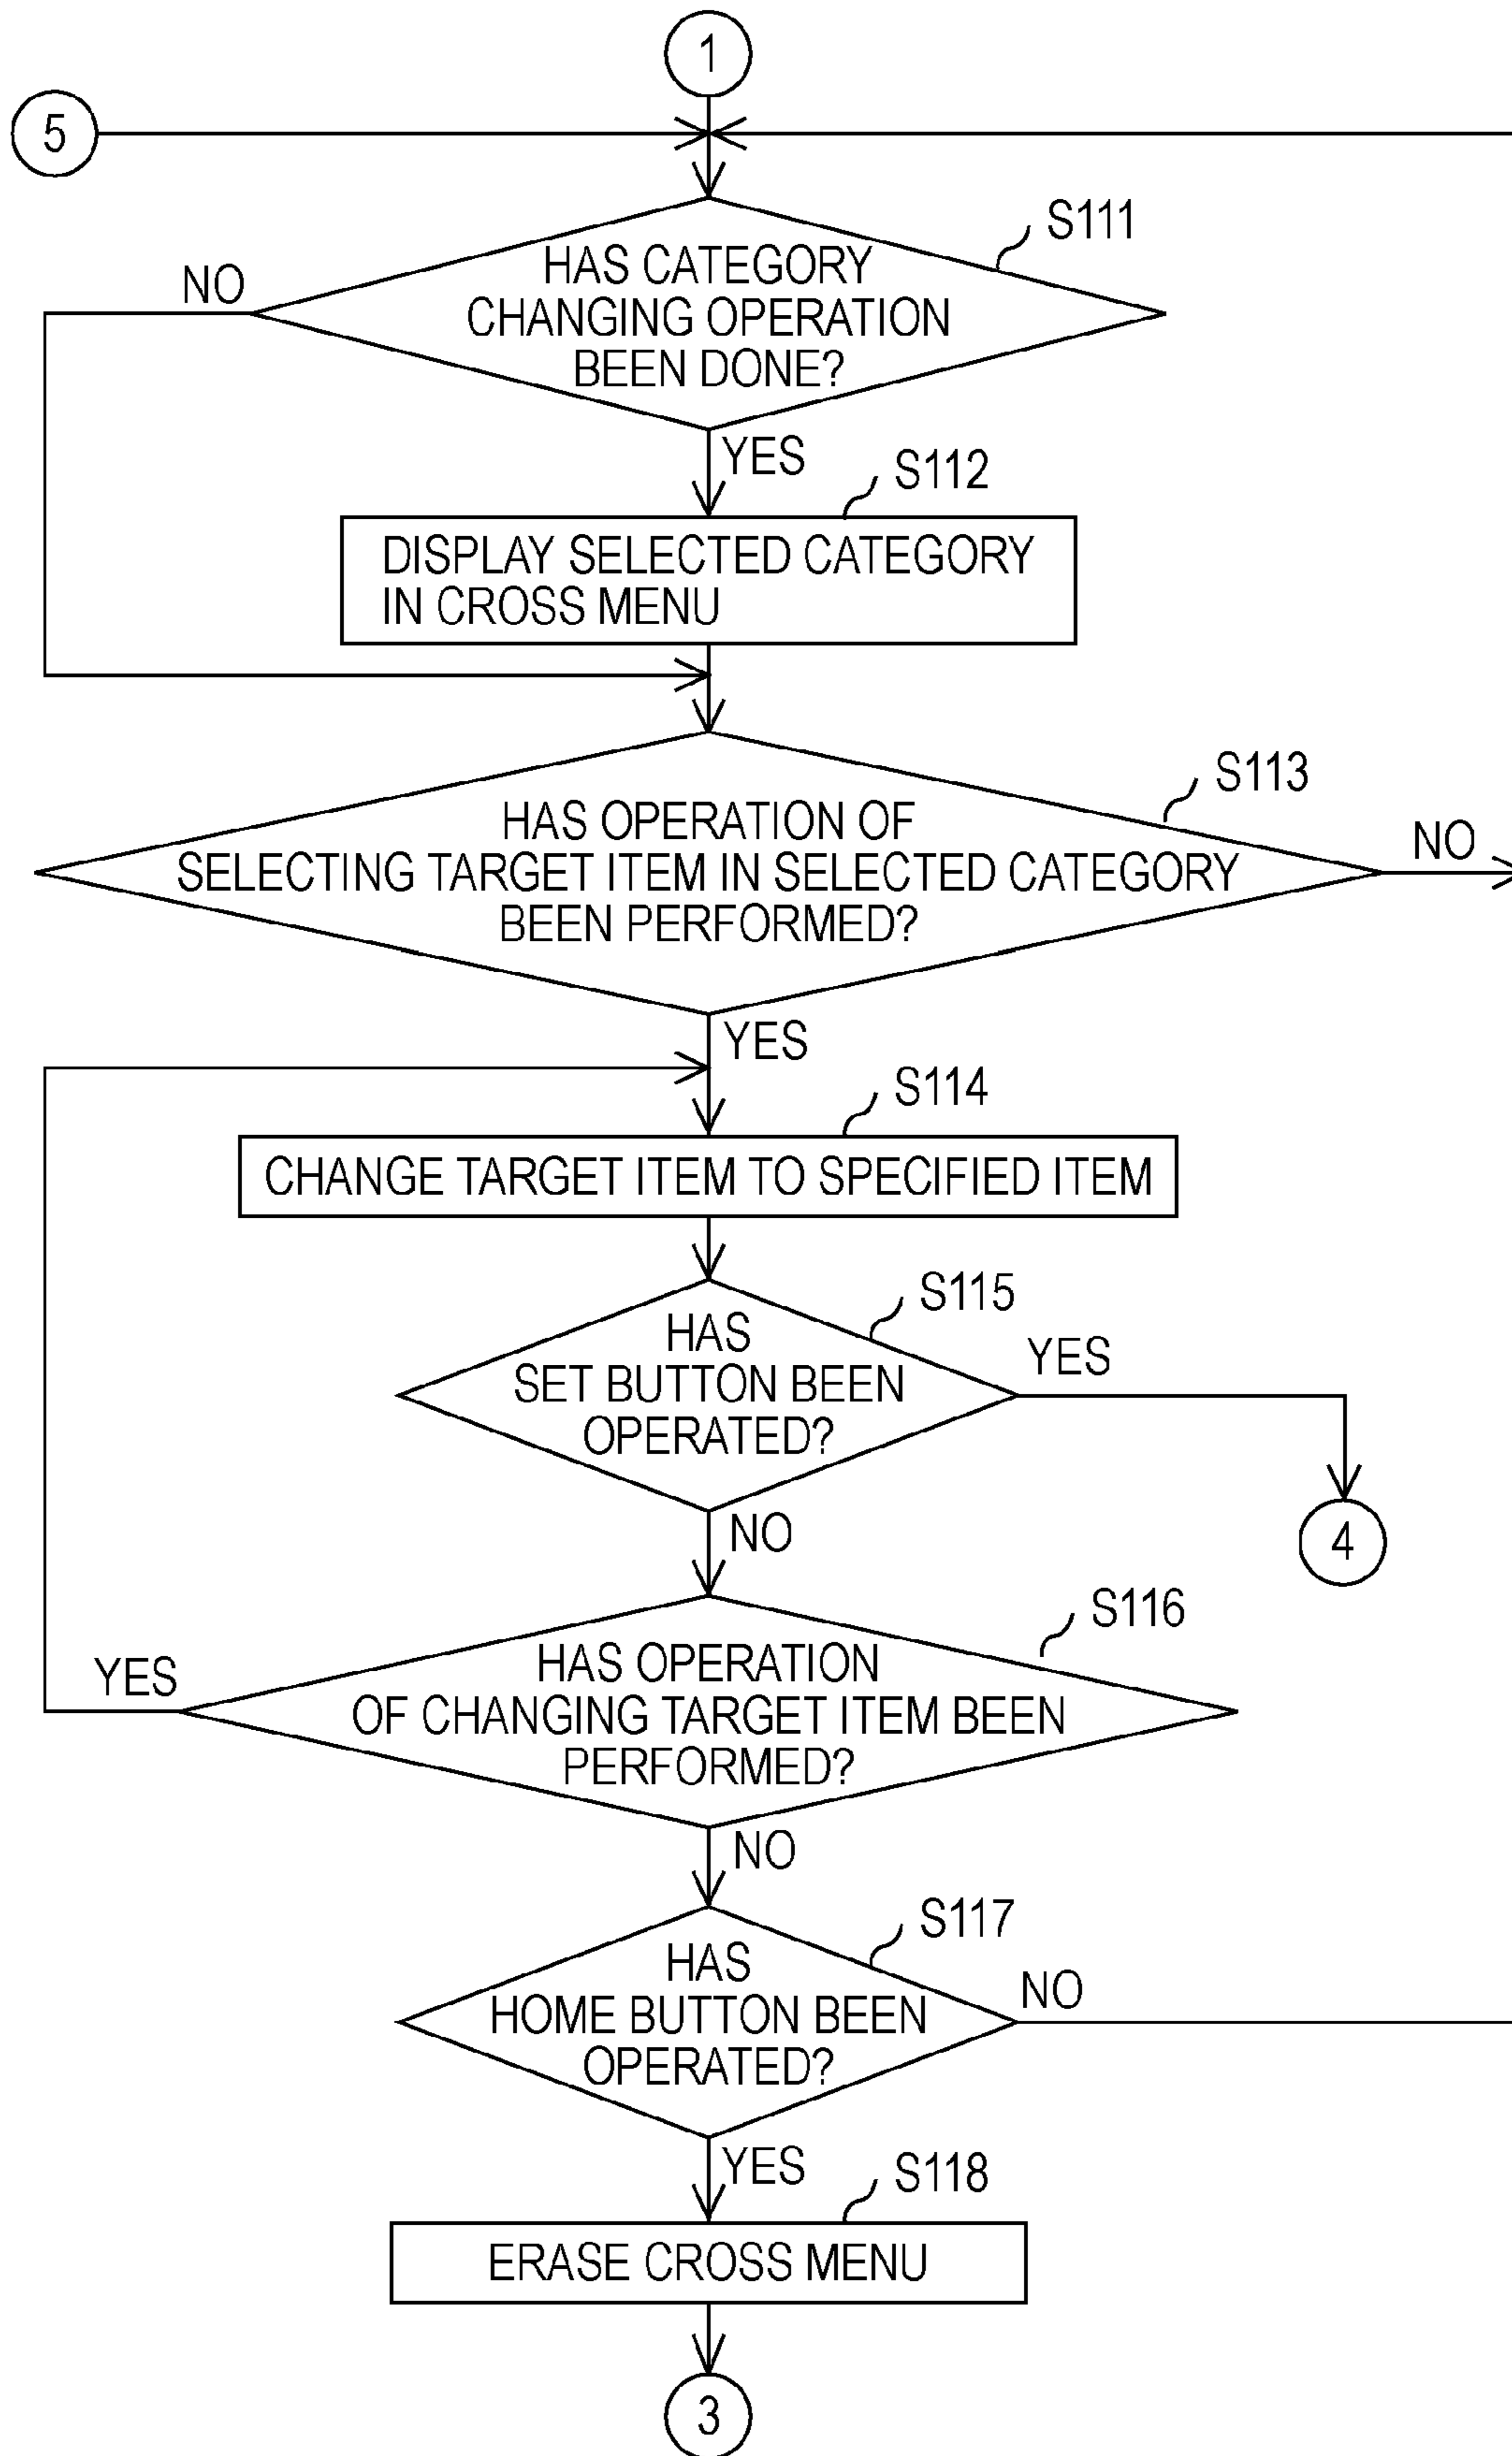 1
5
S111
HAS CATEGORY
CHANGING OPERATION
BEEN DONE?
NO
YES
S112
DISPLAY SELECTED CATEGORY
IN CROSS MENU
S113
HAS OPERATION OF
SELECTING TARGET ITEM IN SELECTED CATEGORY
BEEN PERFORMED?
NO
YES
S114
CHANGE TARGET ITEM TO SPECIFIED ITEM
S115
HAS
SET BUTTON BEEN
OPERATED?
YES
NO
4
S116
HAS OPERATION
OF CHANGING TARGET ITEM BEEN
PERFORMED?
YES
NO
S117
HAS
HOME BUTTON BEEN
OPERATED?
NO
YES
S118
ERASE CROSS MENU
3